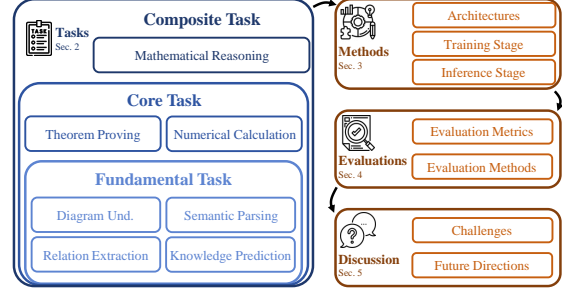 Composite Task
TASK
Tasks
Sec. 2
Mathematical Reasoning
Core Task
Theorem Proving
Numerical Calculation
Fundamental Task
Diagram Und.
Semantic Parsing
Relation Extraction
Knowledge Prediction
Methods
Sec. 3
Architectures
Training Stage
Inference Stage
Evaluations
Sec. 4
Evaluation Metrics
Evaluation Methods
Discussion
Sec. 5
Challenges
Future Directions